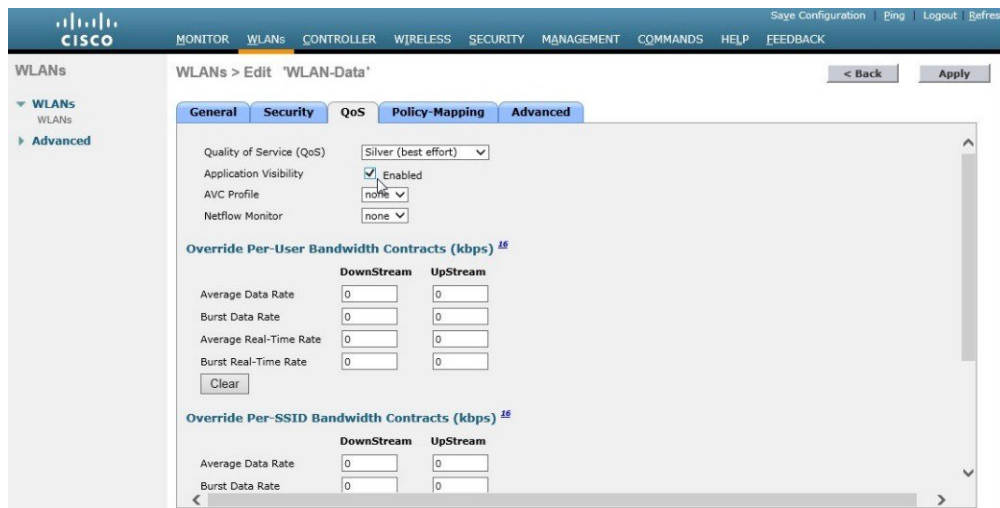 Save Configuration | Ping | Logout | Refres
CISCO
MONITOR WLANs CONTROLLER WIRELESS SECURITY MANAGEMENT COMMANDS HELP FEEDBACK
WLANs
WLANs
WLANs
Advanced
WLANs > Edit 'WLAN-Data'
< Back
Apply
General Security QoS Policy-Mapping Advanced
Quality of Service (QoS) Silver (best effort)
Application Visibility Enabled
AVC Profile none
Netflow Monitor none
Override Per-User Bandwidth Contracts (kbps) 16
DownStream UpStream
Average Data Rate 0 0
Burst Data Rate 0 0
Average Real-Time Rate 0 0
Burst Real-Time Rate 0 0
Clear
Override Per-SSID Bandwidth Contracts (kbps) 16
DownStream UpStream
Average Data Rate 0 0
Burst Data Rate 0 0